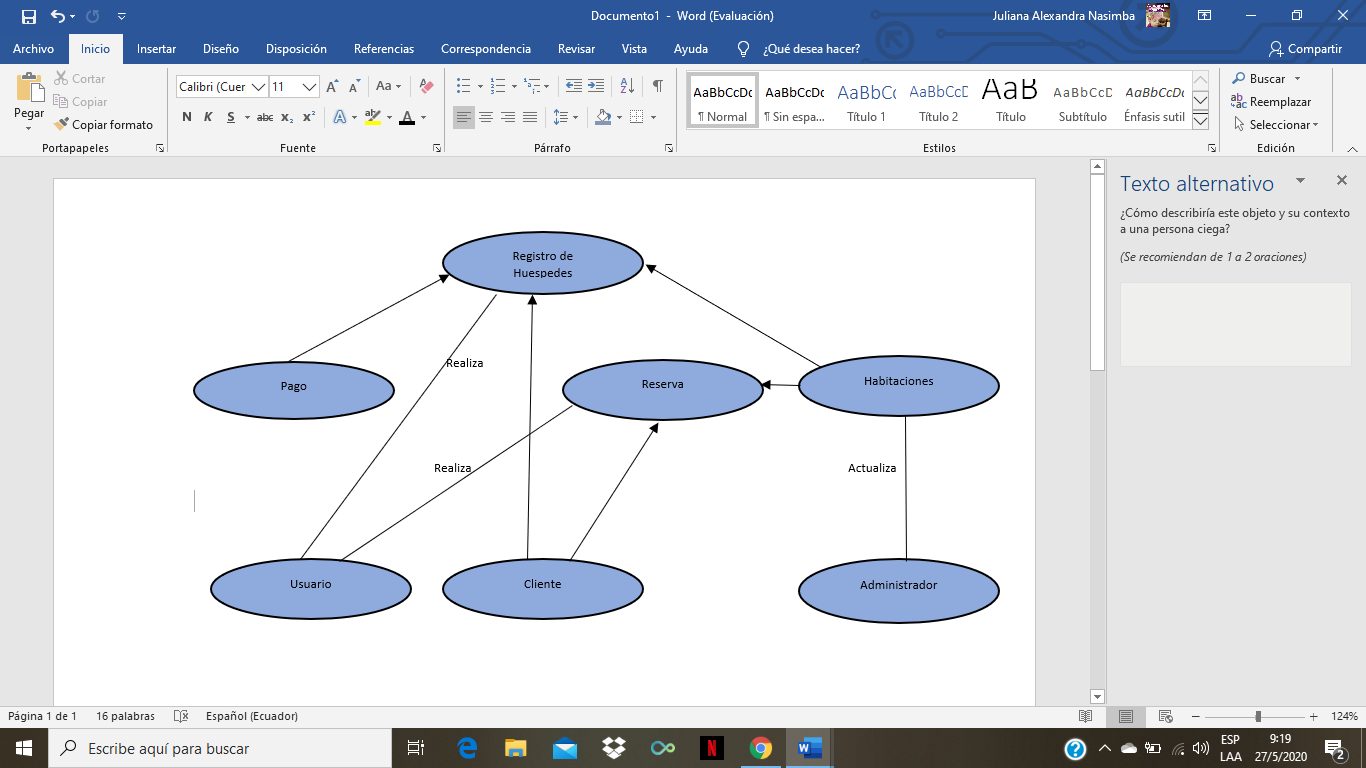 Documento1 - Word (Evaluación)
Juliana Alexandra Nasimba
Archivo Inicio Insertar Diseño Disposición Referencias Correspondencia Revisar Vista Ayuda ¿Qué desea hacer? Compartir
Pegar
Cortar
Copiar
Copiar formato
Portapapeles
Calibri (Cuer 11
N K S abc x₂ x²
Aa
A
Fuente
Párrafo
AaBbCcDc
¶ Normal
AaBbCcDc
¶ Sin espa...
AaBbCc
Título 1
AaBbCcD
Título 2
AaB
Título
AaBbCcD
Subtítulo
AaBbCcDc
Énfasis sutil
Estilos
Buscar
Reemplazar
Seleccionar
Edición
Registro de
Huespedes
Realiza
Pago
Reserva
Habitaciones
Realiza
Actualiza
Usuario
Cliente
Administrador
Texto alternativo
¿Cómo describiría este objeto y su contexto
a una persona ciega?
(Se recomiendan de 1 a 2 oraciones)
Página 1 de 1 16 palabras Español (Ecuador) 124%
Escribe aquí para buscar
ESP
LAA
9:19
27/5/2020
2